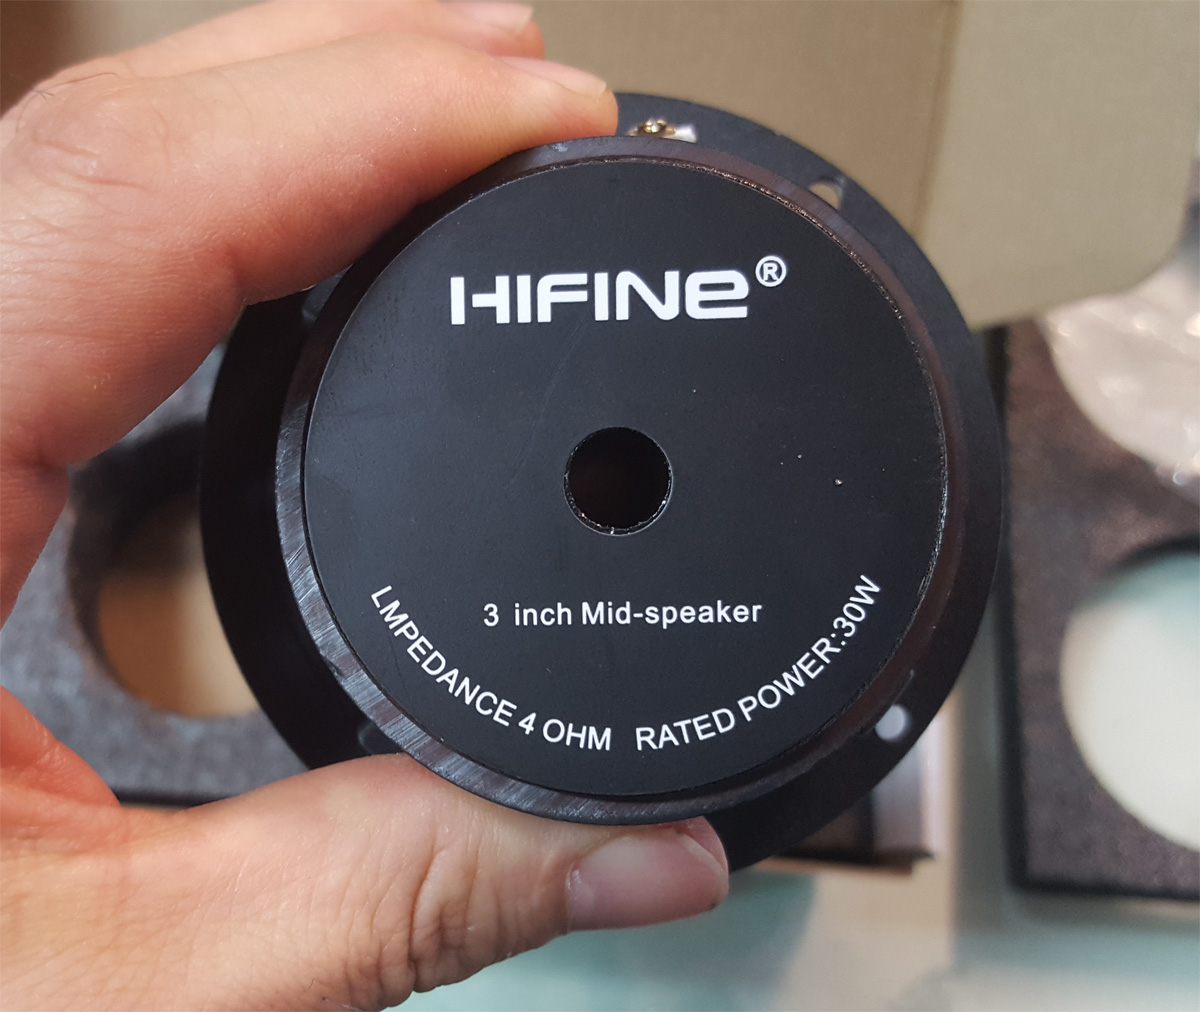 HIFINE®
3 inch Mid-speaker
LMPEDANCE 4 OHM RATED POWER:30W